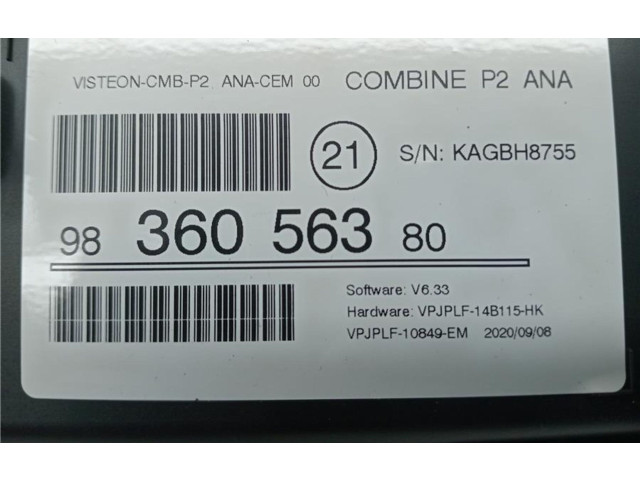 VISTEON-CMB-P2 ANA-CEM 00 COMBINE P2 ANA
21 S/N: KAGBH8755
98 360 563 80
Software: V6.33
Hardware: VPJPLF-14B115-HK
VPJPLF-10849-EM 2020/09/08